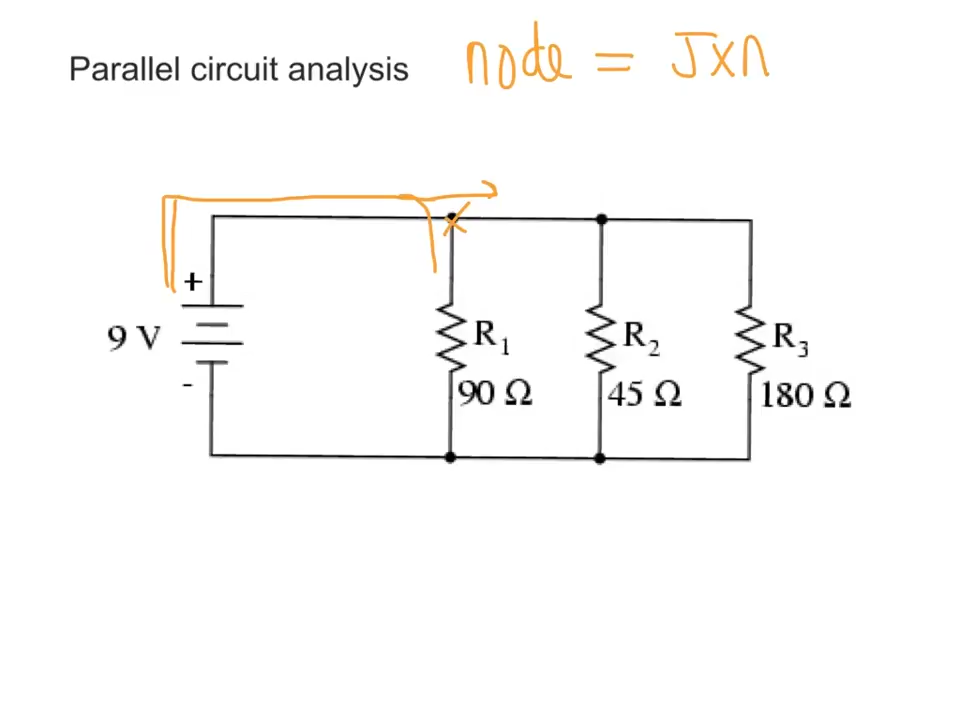 Parallel circuit analysis node = Jxn
+
9 V
-
R1
90 Ω
R2
45 Ω
R3
180 Ω